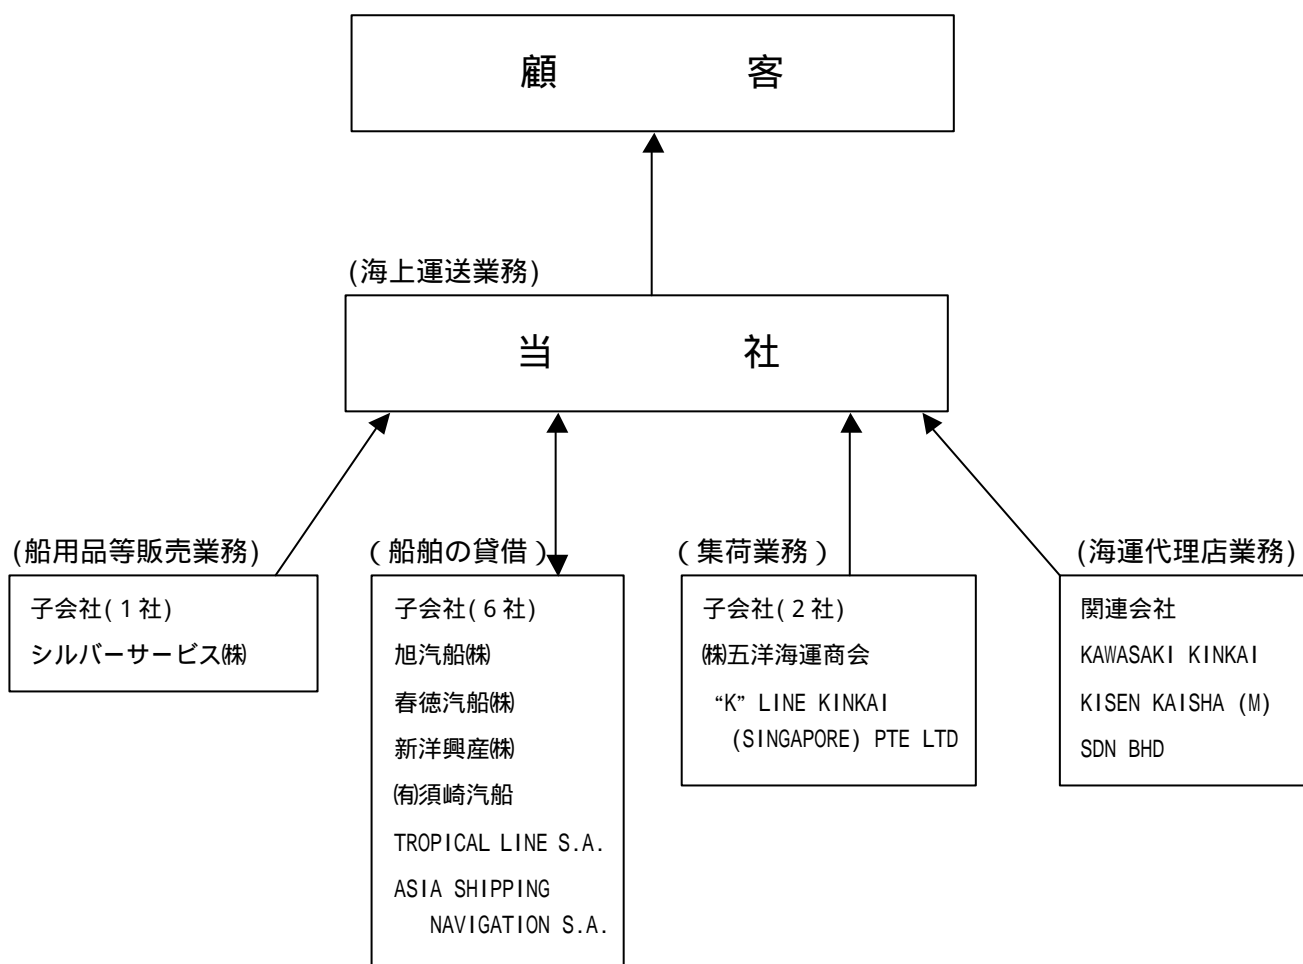 顧 客
(海上運送業務)
当 社
(船用品等販売業務)
子会社(1社)
シルバーサービス㈱
(船舶の貸借)
子会社(6社)
旭汽船㈱
春徳汽船㈱
新洋興産㈱
㈲須崎汽船
TROPICAL LINE S.A.
ASIA SHIPPING
NAVIGATION S.A.
(集荷業務)
子会社(2社)
㈱五洋海運商会
“K” LINE KINKAI
(SINGAPORE) PTE LTD
(海運代理店業務)
関連会社
KAWASAKI KINKAI
KISEN KAISHA (M)
SDN BHD